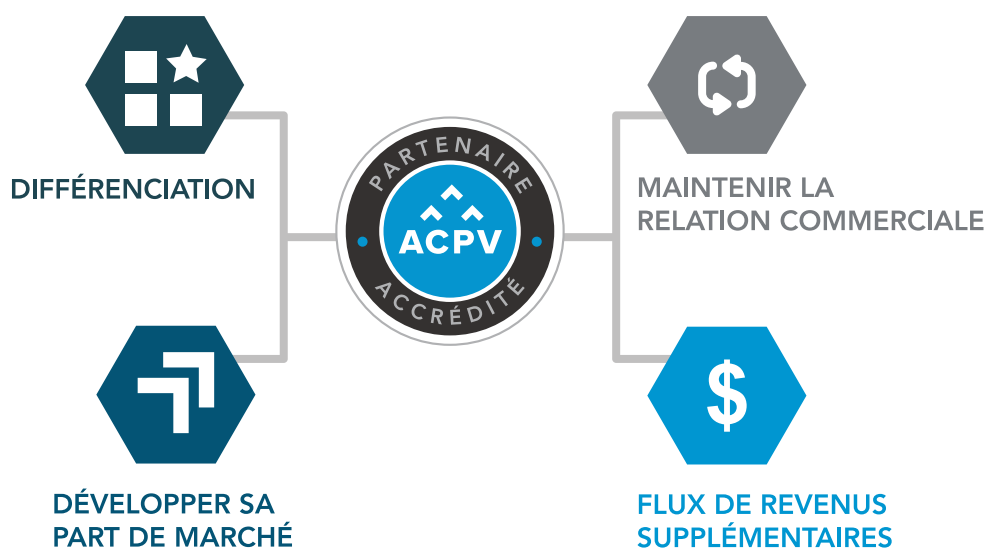 DIFFÉRENCIATION
MAINTENIR LA
RELATION COMMERCIALE
PARTENAIRE
ACPV
ACCRÉDITÉ
$
DÉVELOPPER SA
PART DE MARCHÉ
FLUX DE REVENUS
SUPPLÉMENTAIRES